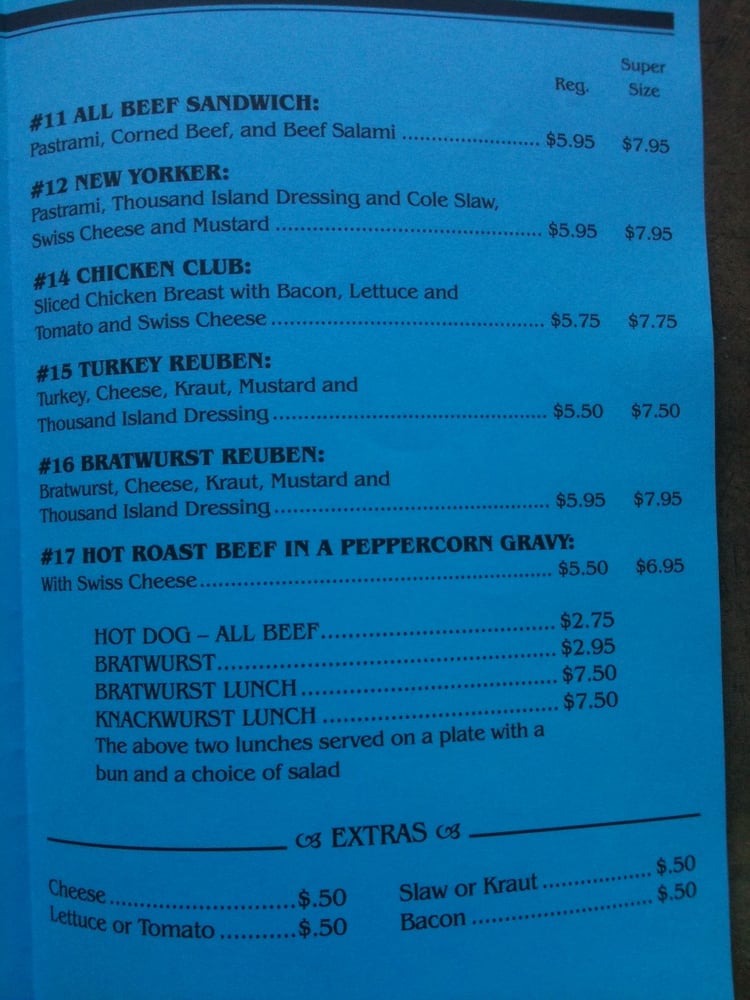 Reg. Super Size
#11 ALL BEEF SANDWICH:
Pastrami, Corned Beef, and Beef Salami ........................ $5.95 $7.95
#12 NEW YORKER:
Pastrami, Thousand Island Dressing and Cole Slaw,
Swiss Cheese and Mustard ................................................ $5.95 $7.95
#14 CHICKEN CLUB:
Sliced Chicken Breast with Bacon, Lettuce and
Tomato and Swiss Cheese ................................................ $5.75 $7.75
#15 TURKEY REUBEN:
Turkey, Cheese, Kraut, Mustard and
Thousand Island Dressing ................................................ $5.50 $7.50
#16 BRATWURST REUBEN:
Bratwurst, Cheese, Kraut, Mustard and
Thousand Island Dressing ................................................ $5.95 $7.95
#17 HOT ROAST BEEF IN A PEPPERCORN GRAVY:
With Swiss Cheese ............................................................ $5.50 $6.95
HOT DOG – ALL BEEF ........................................ $2.75
BRATWURST ........................................................ $2.95
BRATWURST LUNCH ........................................ $7.50
KNACKWURST LUNCH ...................................... $7.50
The above two lunches served on a plate with a
bun and a choice of salad
EXTRAS
Cheese ................................ $.50
Lettuce or Tomato ........... $.50
Slaw or Kraut .................. $.50
Bacon ............................... $.50